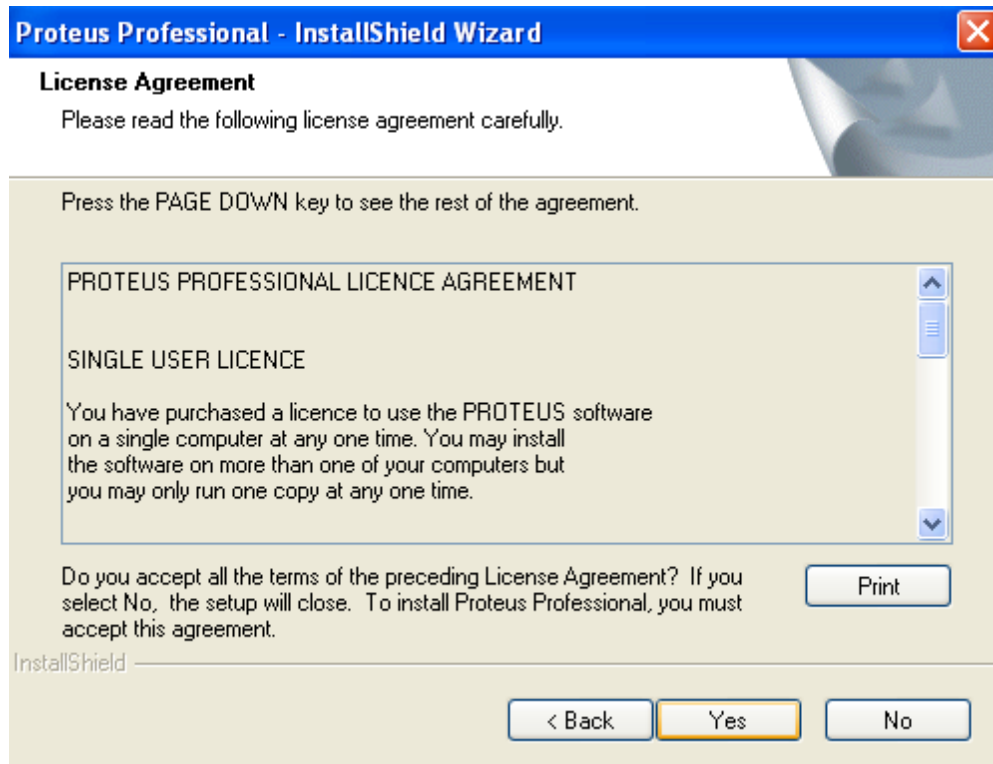 Proteus Professional - InstallShield Wizard
License Agreement
Please read the following license agreement carefully.
Press the PAGE DOWN key to see the rest of the agreement.
PROTEUS PROFESSIONAL LICENCE AGREEMENT
SINGLE USER LICENCE
You have purchased a licence to use the PROTEUS software
on a single computer at any one time. You may install
the software on more than one of your computers but
you may only run one copy at any one time.
Do you accept all the terms of the preceding License Agreement? If you
select No, the setup will close. To install Proteus Professional, you must
accept this agreement.
Print
InstallShield
< Back
Yes
No